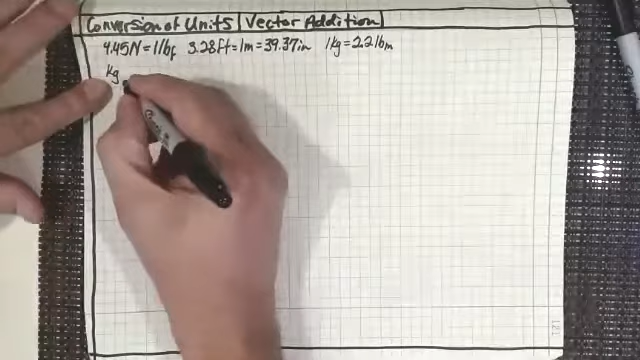 Conversion of Units | Vector Addition
4.45N = 1lbf 3.28ft = 1m = 39.37in 1kg = 2.2lbm
kg